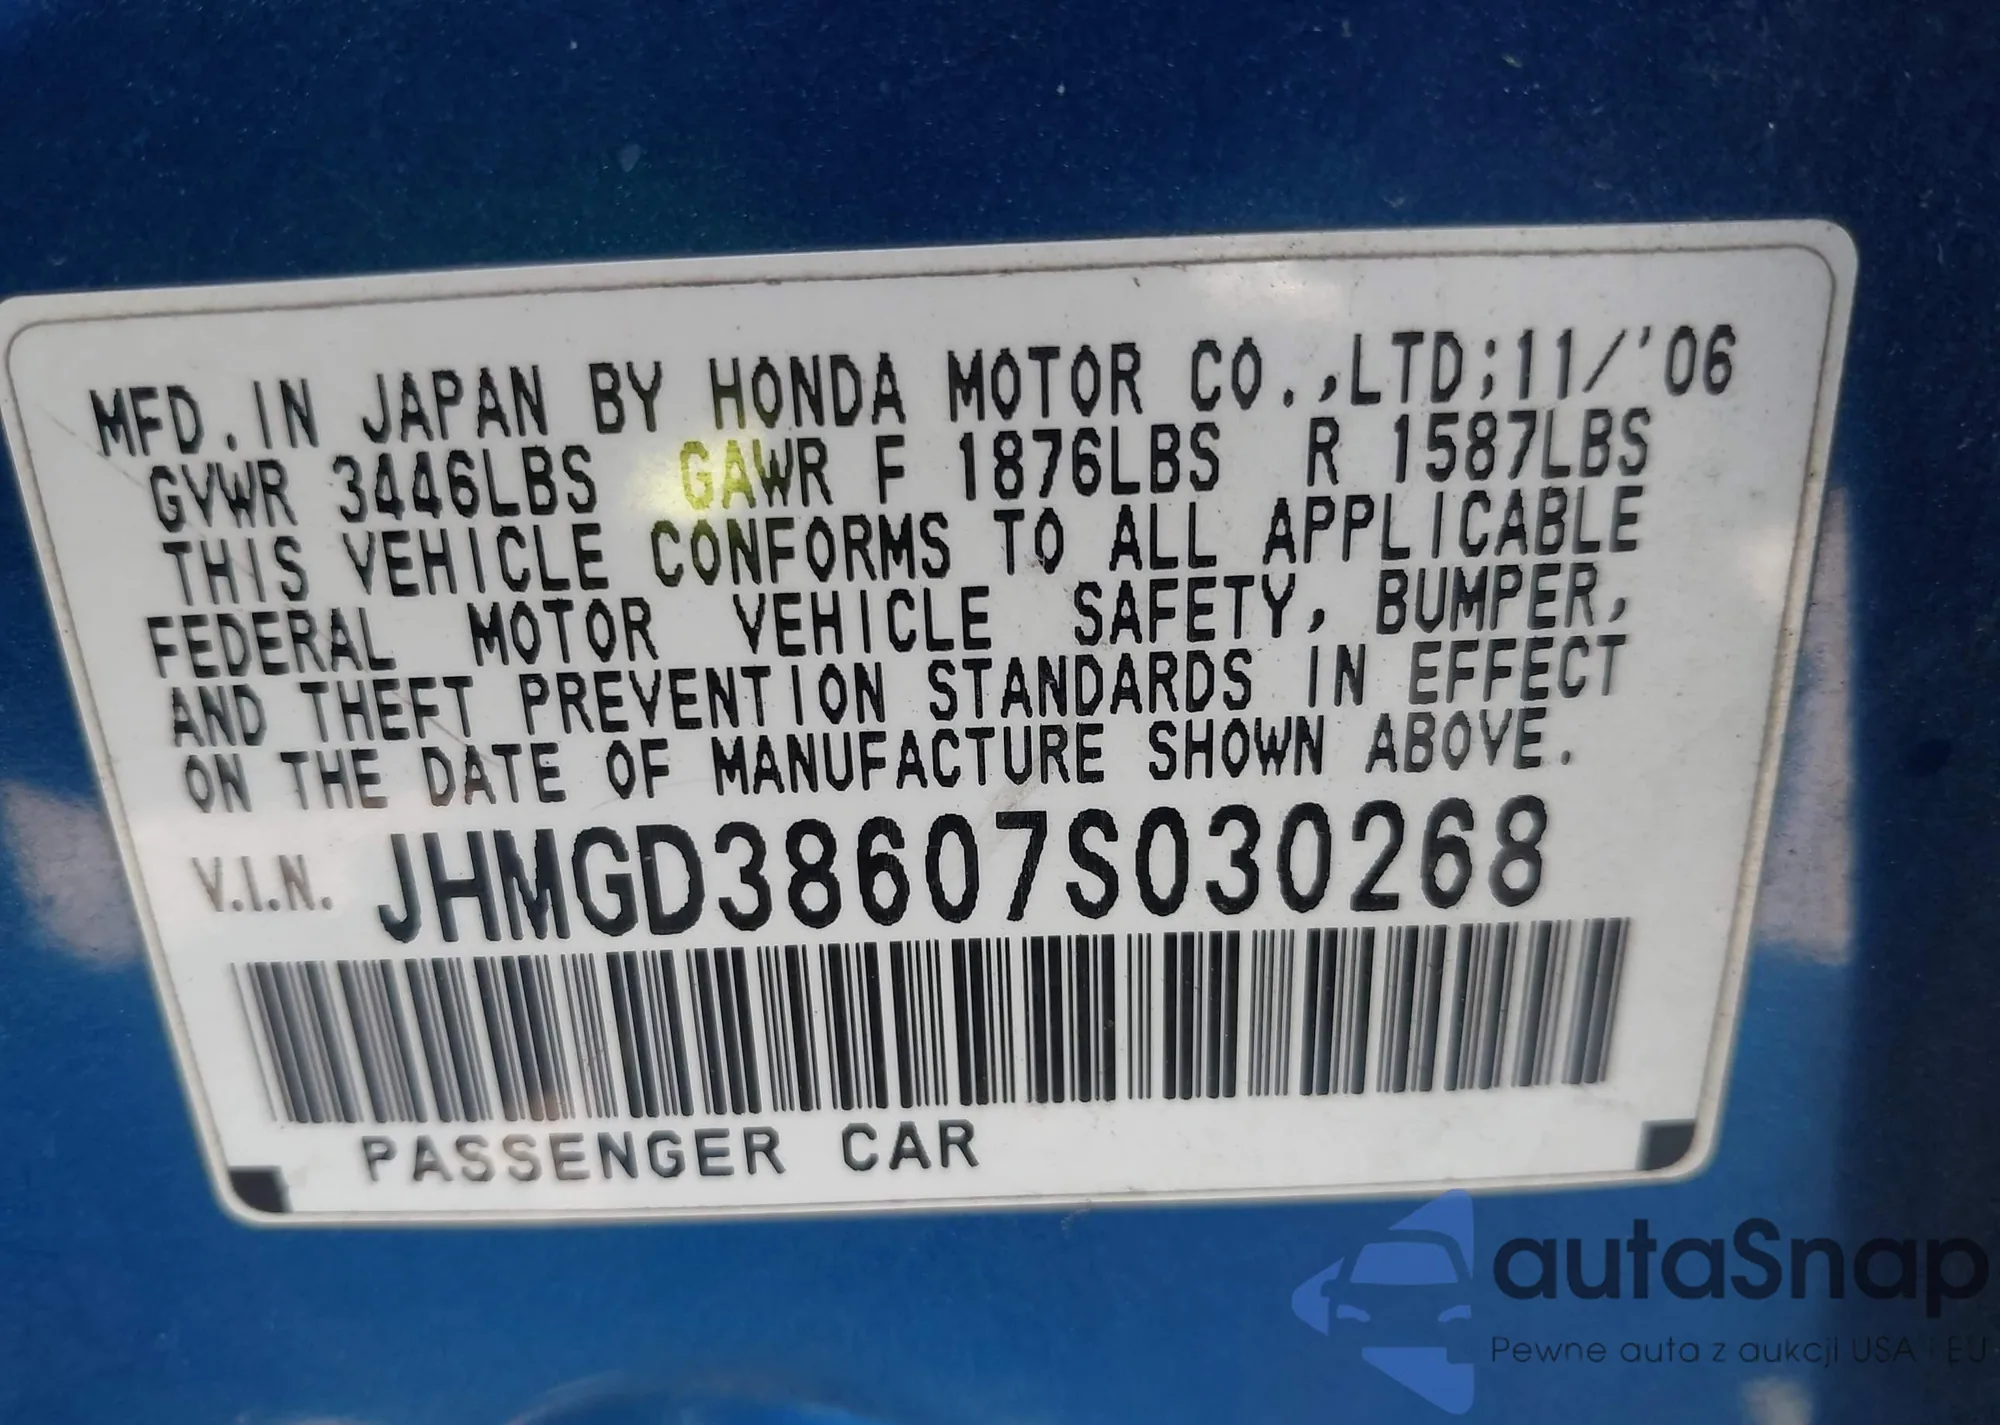 MFD. IN JAPAN BY HONDA MOTOR CO.,LTD;11/'06
GVWR 3446LBS GAWR F 1876LBS R 1587LBS
THIS VEHICLE CONFORMS TO ALL APPLICABLE
FEDERAL MOTOR VEHICLE SAFETY, BUMPER,
AND THEFT PREVENTION STANDARDS IN EFFECT
ON THE DATE OF MANUFACTURE SHOWN ABOVE.
V.I.N. JHMGD38607S030268
PASSENGER CAR
autaSnap
Pewne auta z aukcji USA i EU